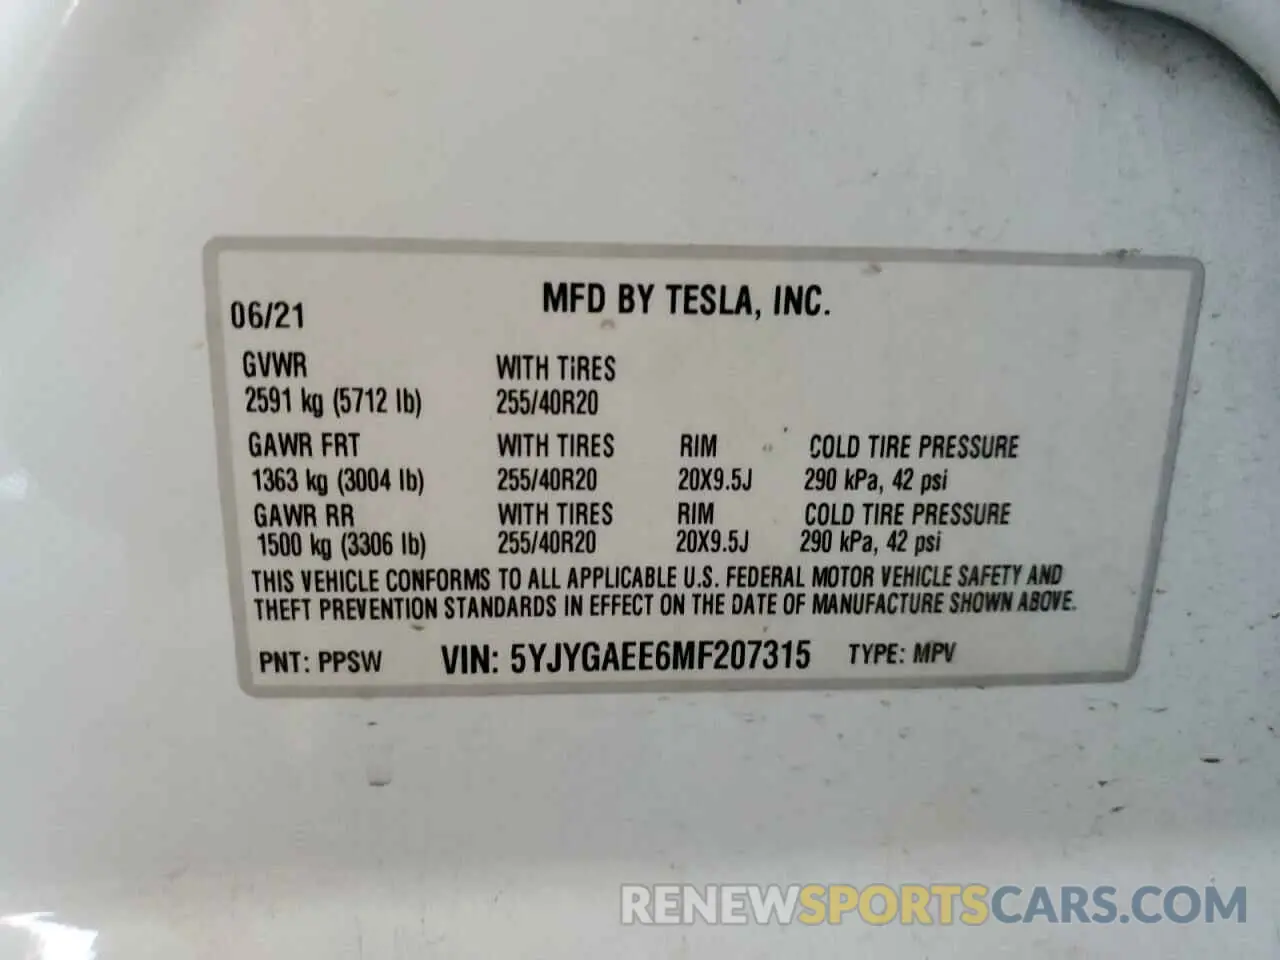 MFD BY TESLA, INC.
06/21
GVWR WITH TIRES
2591 kg (5712 lb) 255/40R20
GAWR FRT WITH TIRES RIM COLD TIRE PRESSURE
1363 kg (3004 lb) 255/40R20 20X9.5J 290 kPa, 42 psi
GAWR RR WITH TIRES RIM COLD TIRE PRESSURE
1500 kg (3306 lb) 255/40R20 20X9.5J 290 kPa, 42 psi
THIS VEHICLE CONFORMS TO ALL APPLICABLE U.S. FEDERAL MOTOR VEHICLE SAFETY AND
THEFT PREVENTION STANDARDS IN EFFECT ON THE DATE OF MANUFACTURE SHOWN ABOVE.
PNT: PPSW VIN: 5YJYGAEE6MF207315 TYPE: MPV
RENEWSPORTSCARS.COM